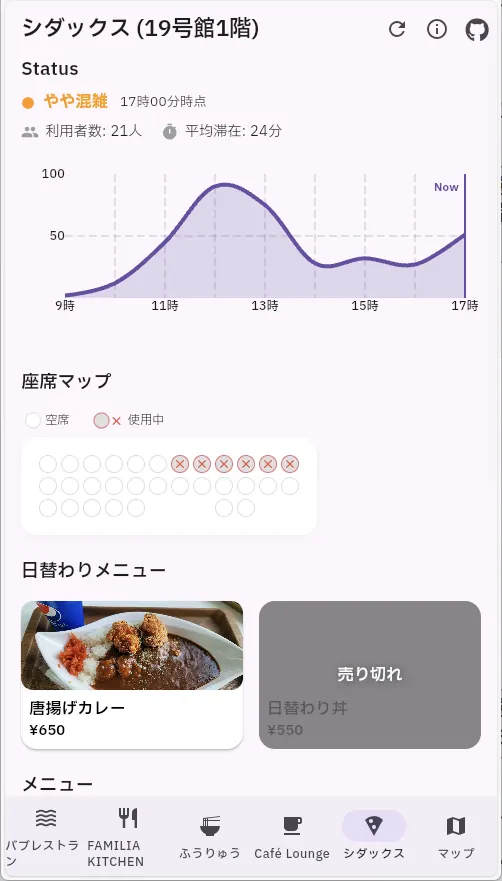 シダックス (19号館1階)
Status
やや混雑 17時00分時点
利用者数: 21人 平均滞在: 24分
100
Now
50
9時 11時 13時 15時 17時
座席マップ
空席 使用中
日替わりメニュー
売り切れ
唐揚げカレー 日替わり丼
¥650 ¥550
メニュー
パブレストラ
ン
FAMILIA
KITCHEN
ふうりゅう
Café Lounge
シダックス
マップ